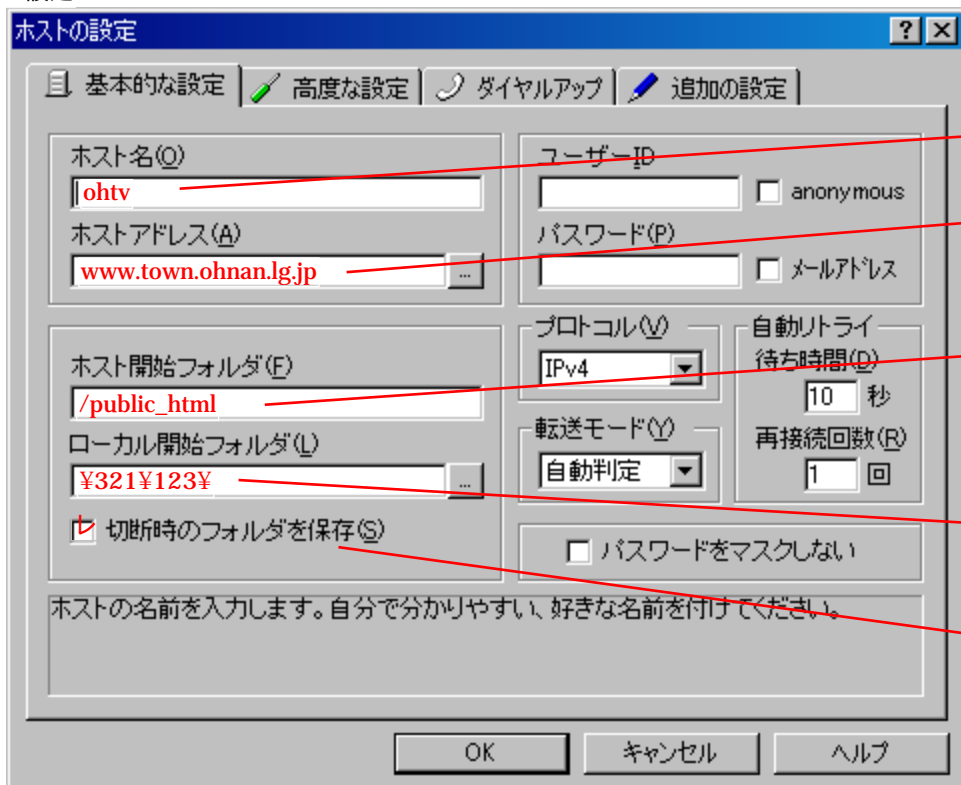 ホストの設定
基本的な設定 高度な設定 ダイヤルアップ 追加の設定
ホスト名(O)
ohtv
ホストアドレス(A)
www.town.ohnan.lg.jp ...
ユーザーID
anonymous
パスワード(P)
メールアドレス
ホスト開始フォルダ(F)
/public_html
ローカル開始フォルダ(L)
¥321¥123¥ ...
切断時のフォルダを保存(S)
プロトコル(V)
IPv4
転送モード(Y)
自動判定
自動リトライ
待ち時間(D)
10 秒
再接続回数(R)
1 回
パスワードをマスクしない
ホストの名前を入力します。自分で分かりやすい、好きな名前を付けてください。
OK キャンセル ヘルプ